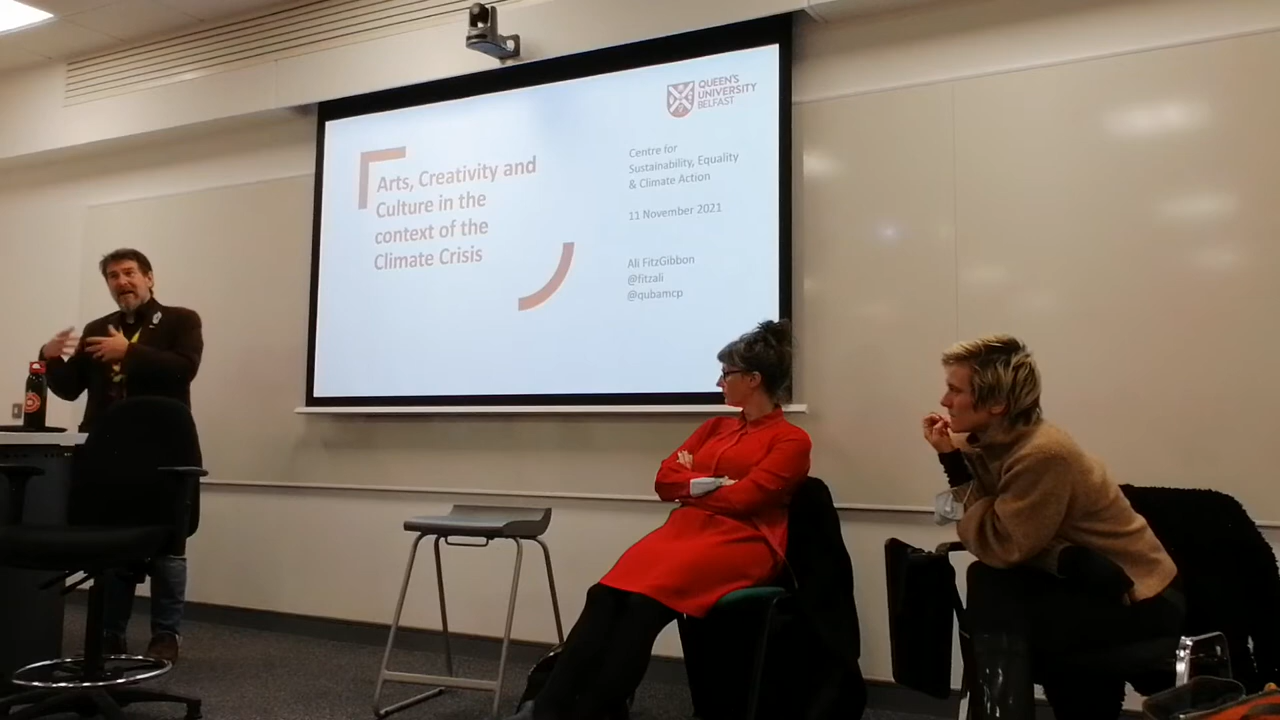 QUEEN'S
UNIVERSITY
BELFAST
Arts, Creativity and
Culture in the
context of the
Climate Crisis
Centre for
Sustainability, Equality
& Climate Action
11 November 2021
Ali FitzGibbon
@fitzali
@qubamcp